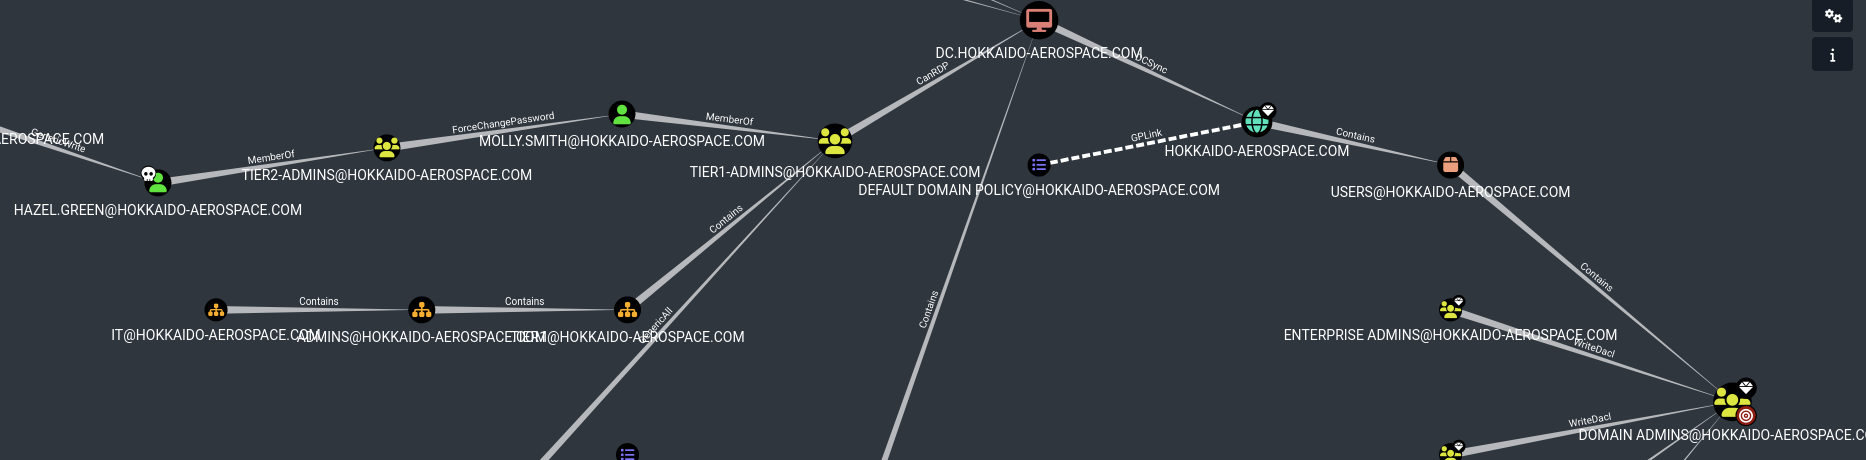 DC.HOKKAIDO-AEROSPACE.COM
CanRDP
DCSync
ForceChangePassword
MemberOf
MOLLY.SMITH@HOKKAIDO-AEROSPACE.COM
AEROSPACE.COM
GPLink
Contains
HOKKAIDO-AEROSPACE.COM
MemberOf
TIER2-ADMINS@HOKKAIDO-AEROSPACE.COM
TIER1-ADMINS@HOKKAIDO-AEROSPACE.COM
DEFAULT DOMAIN POLICY@HOKKAIDO-AEROSPACE.COM
USERS@HOKKAIDO-AEROSPACE.COM
HAZEL.GREEN@HOKKAIDO-AEROSPACE.COM
Contains
Contains
Contains
Contains
Contains
IT@HOKKAIDO-AEROSPACE.COM
ADMINS@HOKKAIDO-AEROSPACE.COM
TIER1@HOKKAIDO-AEROSPACE.COM
ENTERPRISE ADMINS@HOKKAIDO-AEROSPACE.COM
WriteDacl
WriteDacl
DOMAIN ADMINS@HOKKAIDO-AEROSPACE.CO